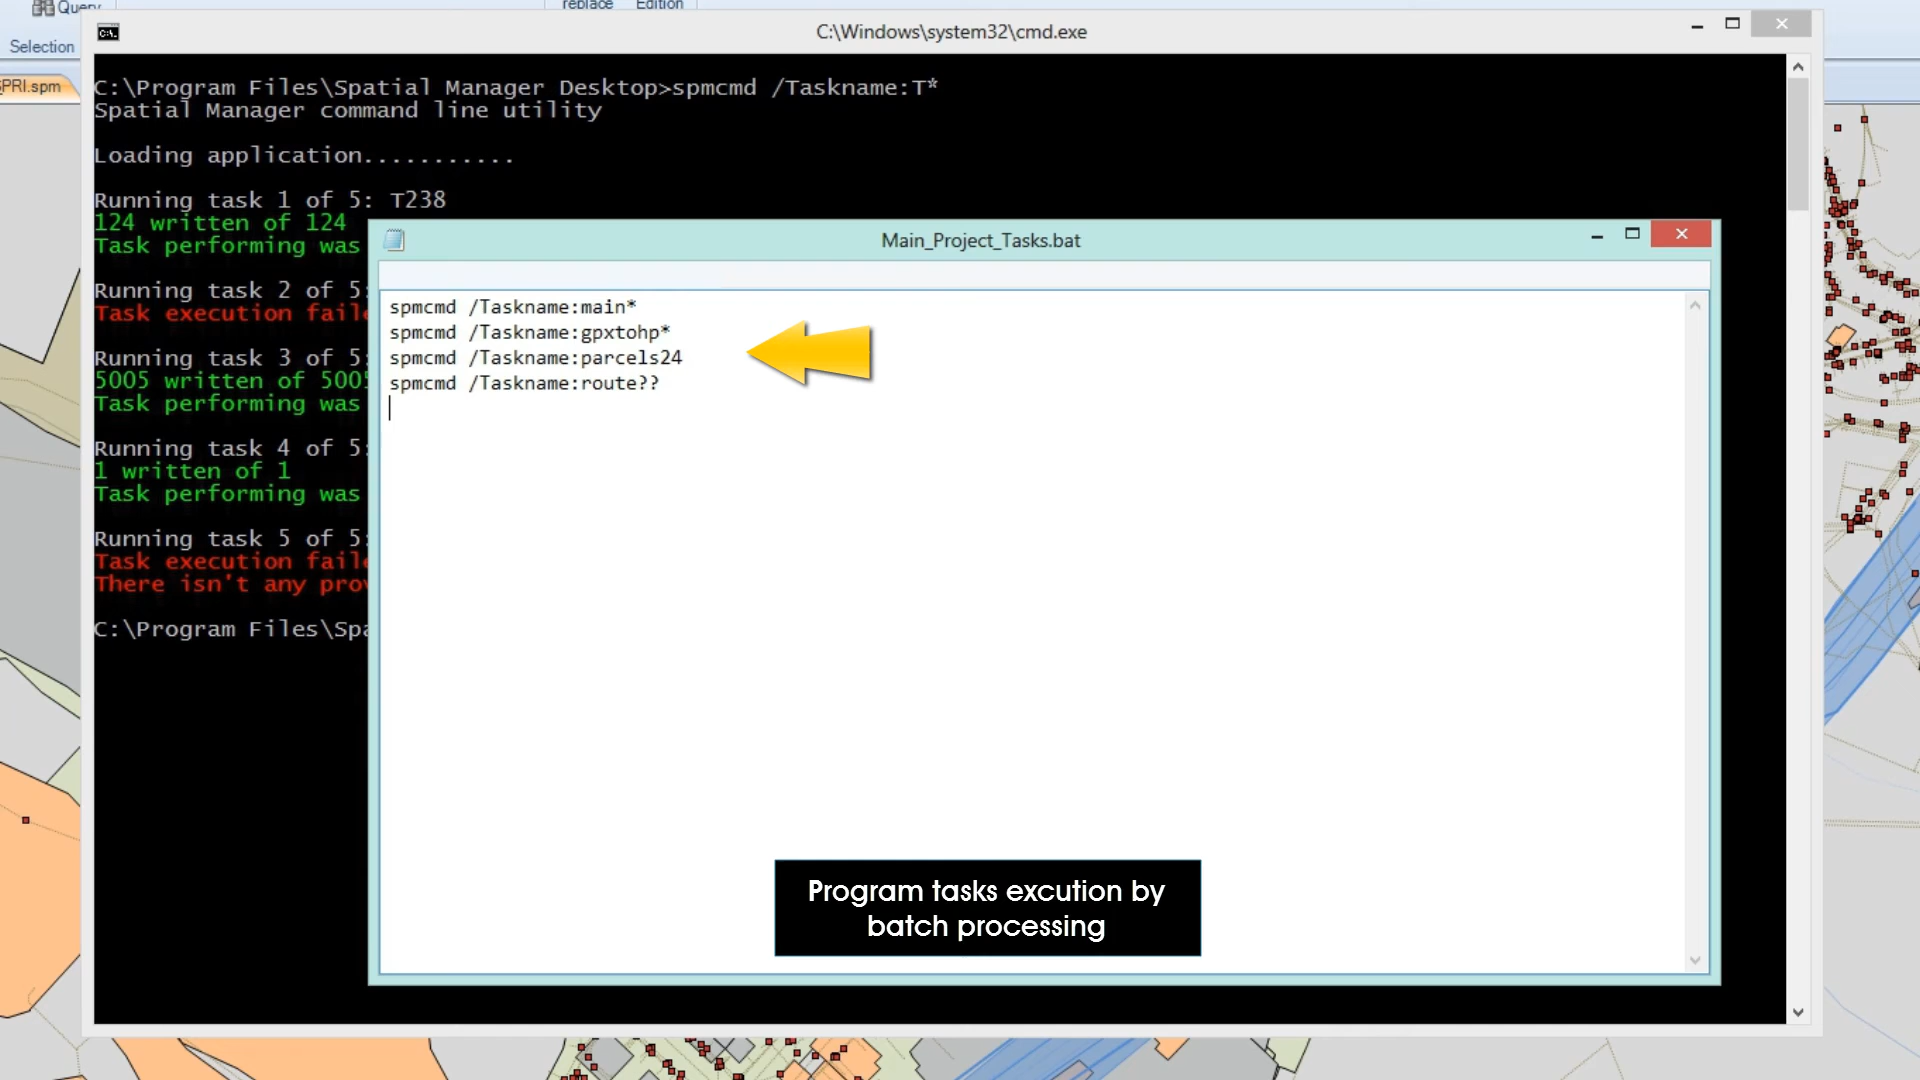 Query
replace
Edition
Selection
SPRI.spm
C:\Windows\system32\cmd.exe
C:\Program Files\Spatial Manager Desktop>spmcmd /Taskname:T*
Spatial Manager command line utility
Loading application...........
Running task 1 of 5: T238
124 written of 124
Task performing was
Running task 2 of 5:
Task execution faile
Running task 3 of 5:
5005 written of 5005
Task performing was
Running task 4 of 5:
1 written of 1
Task performing was
Running task 5 of 5:
Task execution faile
There isn't any prov
C:\Program Files\Spa
Main_Project_Tasks.bat
spmcmd /Taskname:main*
spmcmd /Taskname:gpxtohp*
spmcmd /Taskname:parcels24
spmcmd /Taskname:route??
Program tasks excution by
batch processing